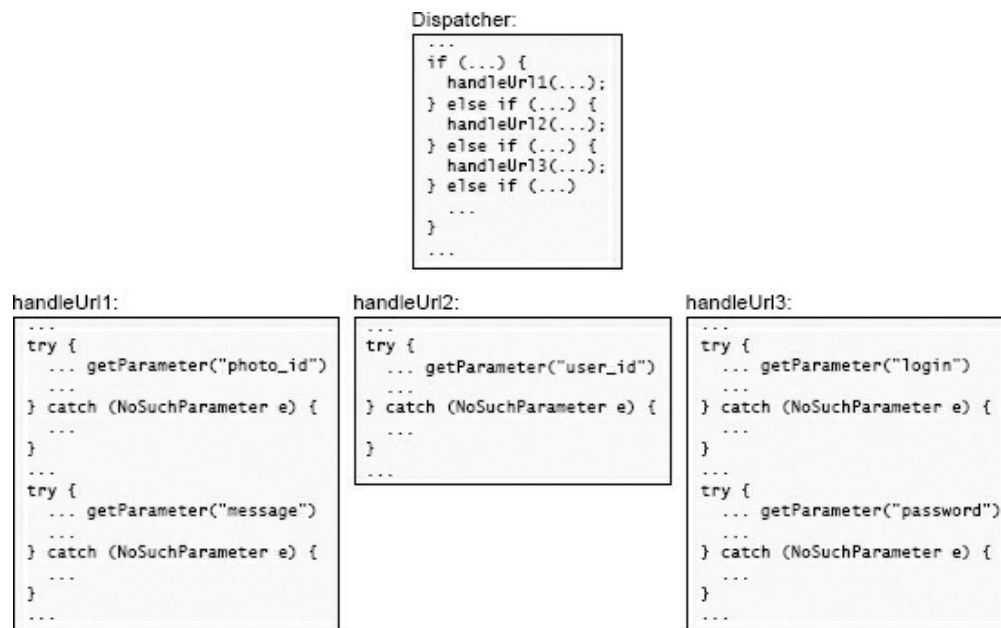 Dispatcher:
...
if (...) {
  handleUrl1(...);
} else if (...) {
  handleUrl2(...);
} else if (...) {
  handleUrl3(...);
} else if (...)
  ...
}
...
handleUrl1:
...
try {
  ... getParameter("photo_id")
  ...
} catch (NoSuchParameter e) {
  ...
}
...
try {
  ... getParameter("message")
  ...
} catch (NoSuchParameter e) {
  ...
}
...
handleUrl2:
...
try {
  ... getParameter("user_id")
  ...
} catch (NoSuchParameter e) {
  ...
}
...
handleUrl3:
...
try {
  ... getParameter("login")
  ...
} catch (NoSuchParameter e) {
  ...
}
...
try {
  ... getParameter("password")
  ...
} catch (NoSuchParameter e) {
  ...
}
...